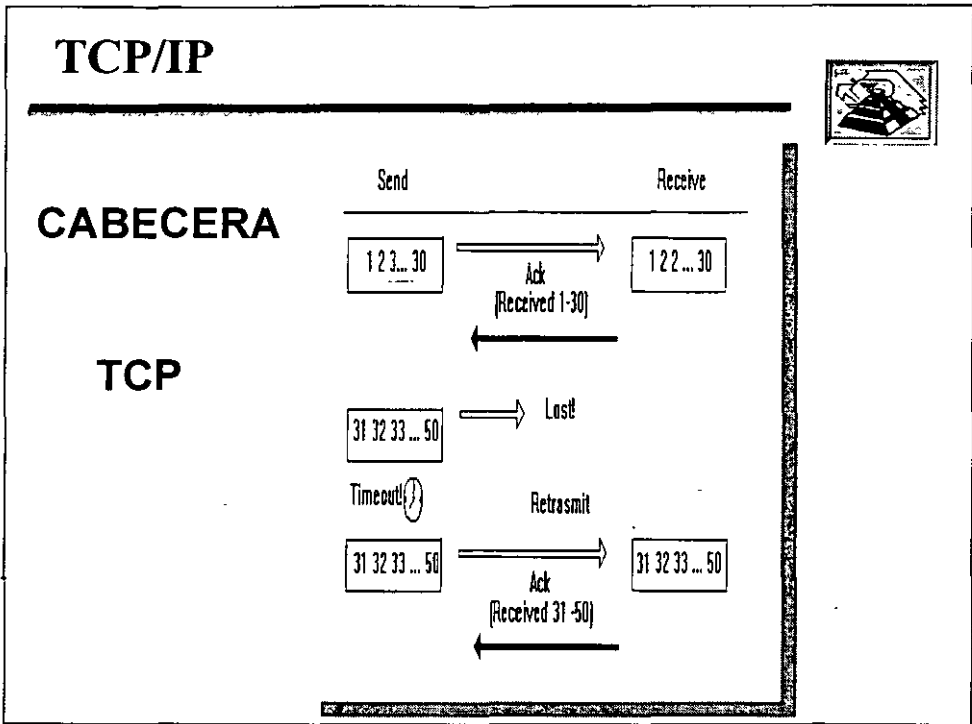 TCP/IP
Send Receive
CABECERA
1 2 3... 30
1 2 2 ... 30
Ack
(Received 1-30)
TCP
31 32 33 ... 50
Lost!
Timeout!
Retrasmit
31 32 33 ... 50
31 32 33 ... 50
Ack
(Received 31-50)